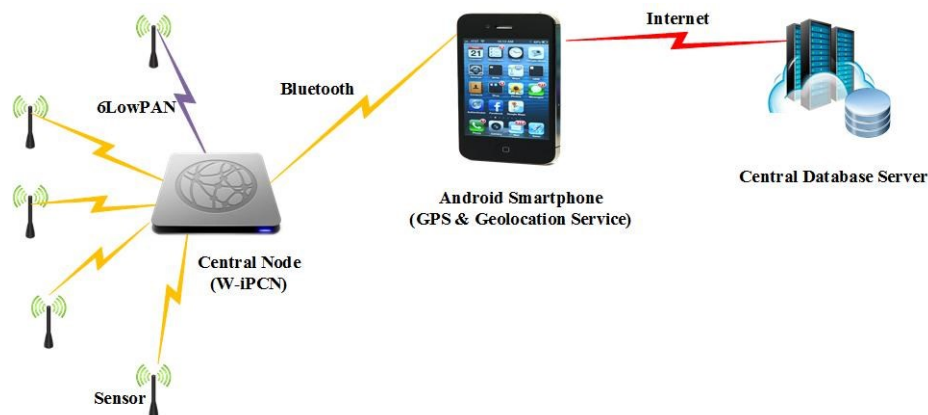 Internet
Bluetooth
6LowPAN
Android Smartphone
(GPS & Geolocation Service)
Central Database Server
Central Node
(W-iPCN)
Sensor